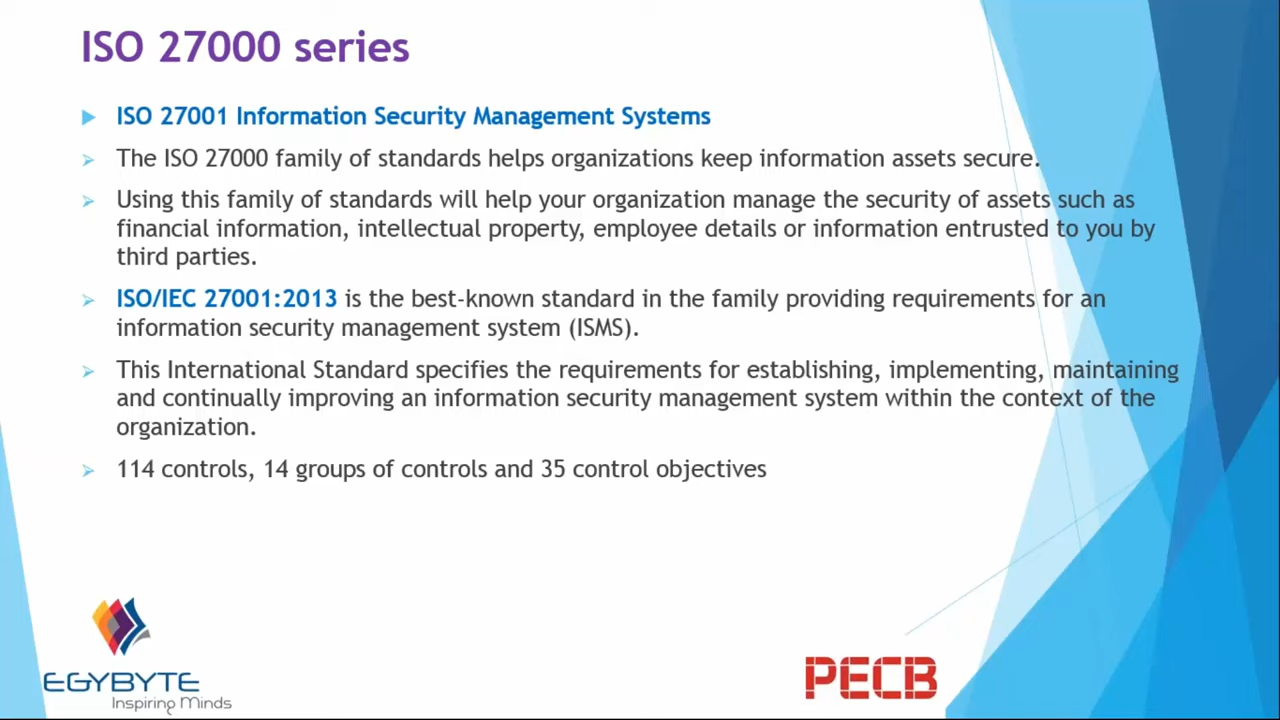 ISO 27000 series
ISO 27001 Information Security Management Systems
The ISO 27000 family of standards helps organizations keep information assets secure.
Using this family of standards will help your organization manage the security of assets such as
financial information, intellectual property, employee details or information entrusted to you by
third parties.
ISO/IEC 27001:2013 is the best-known standard in the family providing requirements for an
information security management system (ISMS).
This International Standard specifies the requirements for establishing, implementing, maintaining
and continually improving an information security management system within the context of the
organization.
114 controls, 14 groups of controls and 35 control objectives
EGYBYTE
Inspiring Minds
PECB